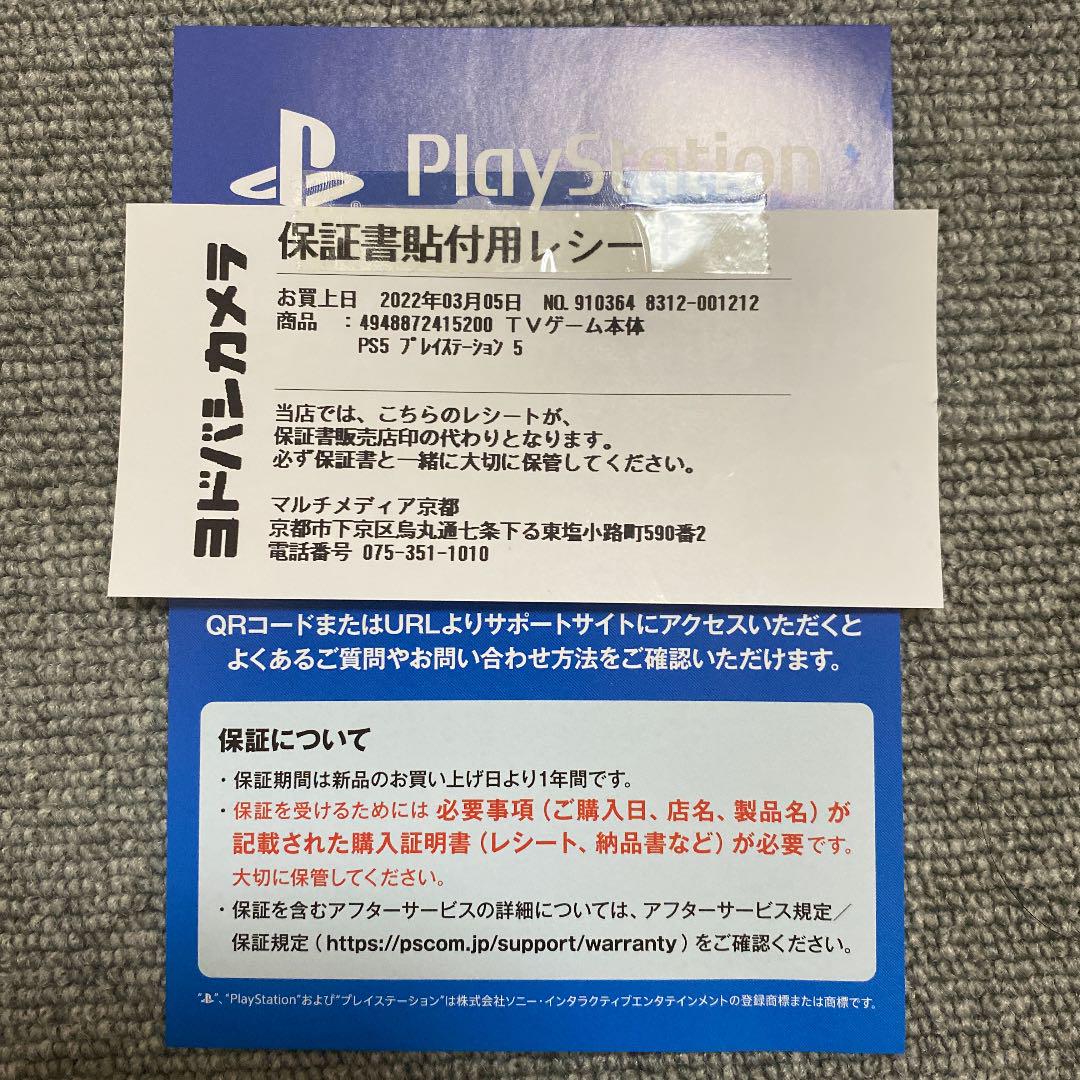 PlayStation
®
ヨドバシカメラ
保証書貼付用レシー
お買上日 2022年03月05日 NO. 910364 8312-001212
商品 : 4948872415200 TVゲーム本体
PS5 プレイステーション 5
当店では、こちらのレシートが、
保証書販売店印の代わりとなります。
必ず保証書と一緒に大切に保管してください。
マルチメディア京都
京都市下京区烏丸通七条下る東塩小路町590番2
電話番号 075-351-1010
QRコードまたはURLよりサポートサイトにアクセスいただくと
よくあるご質問やお問い合わせ方法をご確認いただけます。
保証について
・保証期間は新品のお買い上げ日より1年間です。
・保証を受けるためには 必要事項(ご購入日、店名、製品名)が
記載された購入証明書(レシート、納品書など)が必要です。
大切に保管してください。
・保証を含むアフターサービスの詳細については、アフターサービス規定／
保証規定(https://pscom.jp/support/warranty)をご確認ください。
“ ”、“PlayStation”および“プレイステーション”は株式会社ソニー・インタラクティブエンタテインメントの登録商標または商標です。